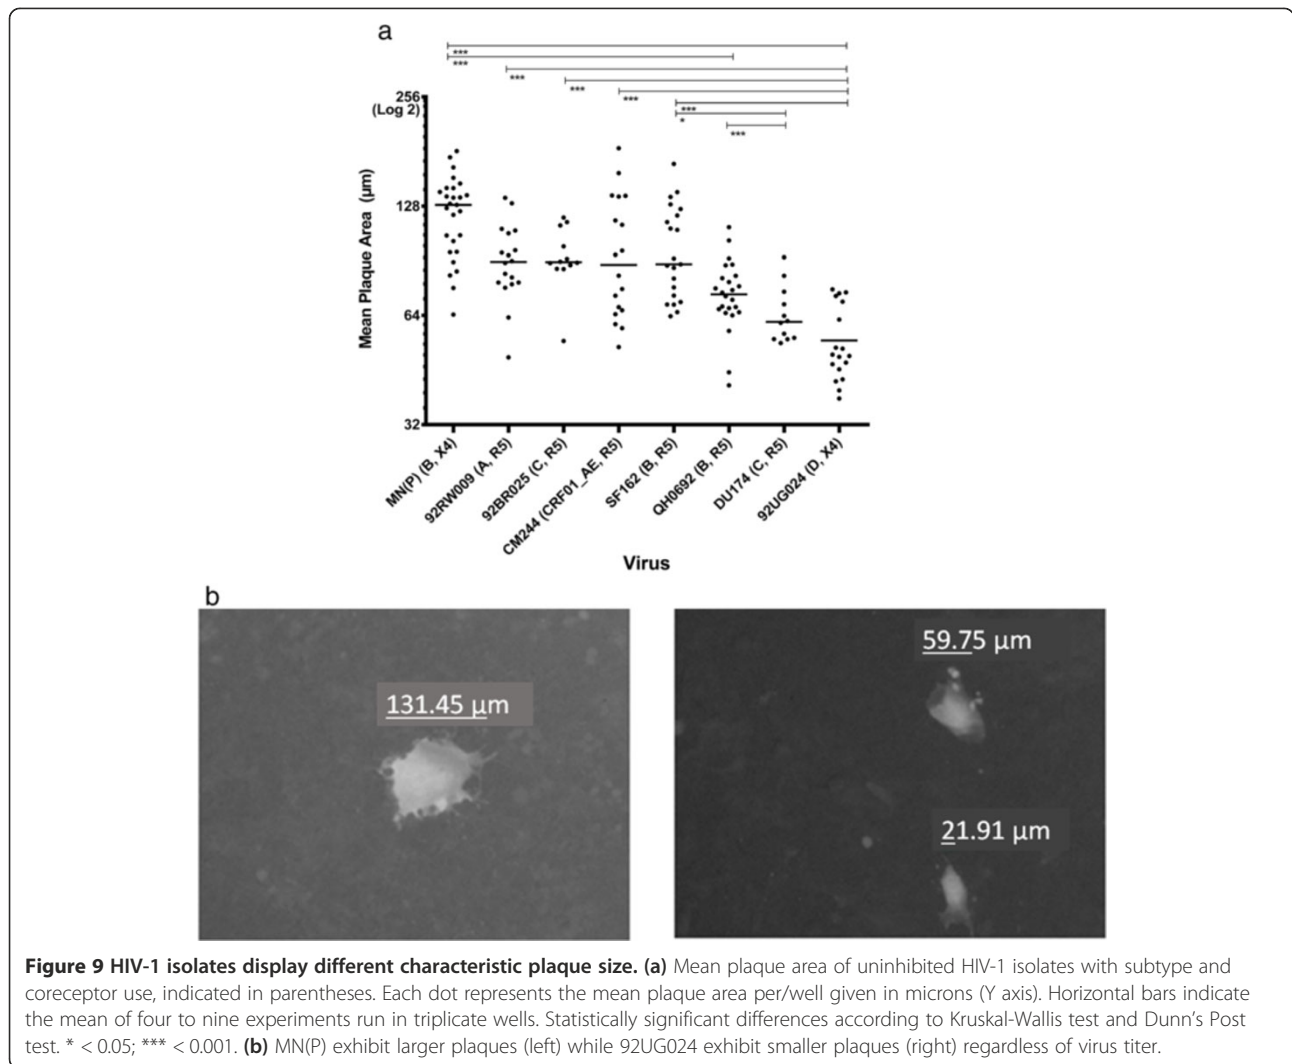 a
***
***
***
***
***
***
*
***
256
(Log 2)
128
64
32
Mean Plaque Area (μm)
MN(P) (B, X4)
92RW009 (A, R5)
92BR025 (C, R5)
CM244 (CRF01_AE, R5)
SF162 (B, R5)
QH0692 (B, R5)
DU174 (C, R5)
92UG024 (D, X4)
Virus
b
131.45 μm
59.75 μm
21.91 μm
Figure 9 HIV-1 isolates display different characteristic plaque size. (a) Mean plaque area of uninhibited HIV-1 isolates with subtype and
coreceptor use, indicated in parentheses. Each dot represents the mean plaque area per/well given in microns (Y axis). Horizontal bars indicate
the mean of four to nine experiments run in triplicate wells. Statistically significant differences according to Kruskal-Wallis test and Dunn's Post
test. * < 0.05; *** < 0.001. (b) MN(P) exhibit larger plaques (left) while 92UG024 exhibit smaller plaques (right) regardless of virus titer.